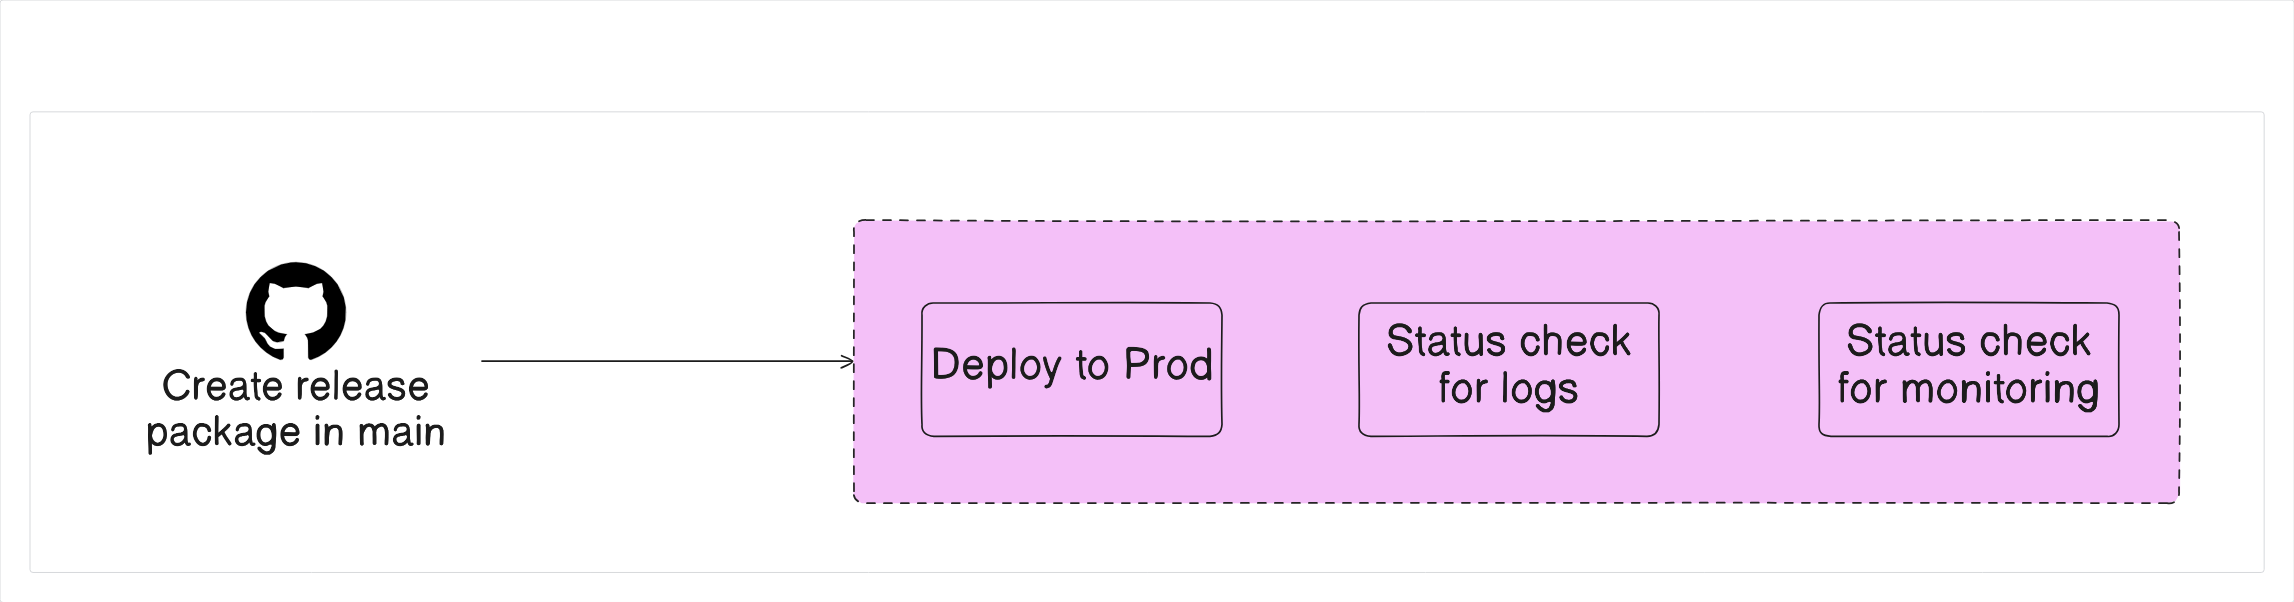 Create release
package in main
Deploy to Prod
Status check
for logs
Status check
for monitoring